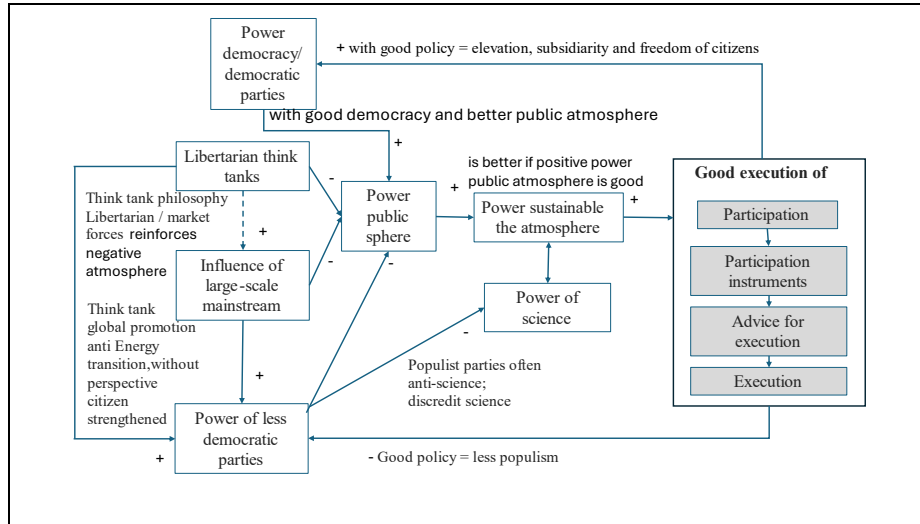 Power
democracy/
democratic
parties
+ with good policy = elevation, subsidiarity and freedom of citizens
with good democracy and better public atmosphere
+
Libertarian think
tanks
-
Think tank philosophy
Libertarian / market
forces reinforces
negative
atmosphere
+
Influence of
large-scale
mainstream
-
Think tank
global promotion
anti Energy
transition,without
perspective
citizen
strengthened
+
Power of less
democratic
parties
+
Power
public
sphere
-
+
is better if positive power
public atmosphere is good
Power sustainable
the atmosphere
+
Power of
science
-
Populist parties often
anti-science;
discredit science
Good execution of
Participation
Participation
instruments
Advice for
execution
Execution
- Good policy = less populism